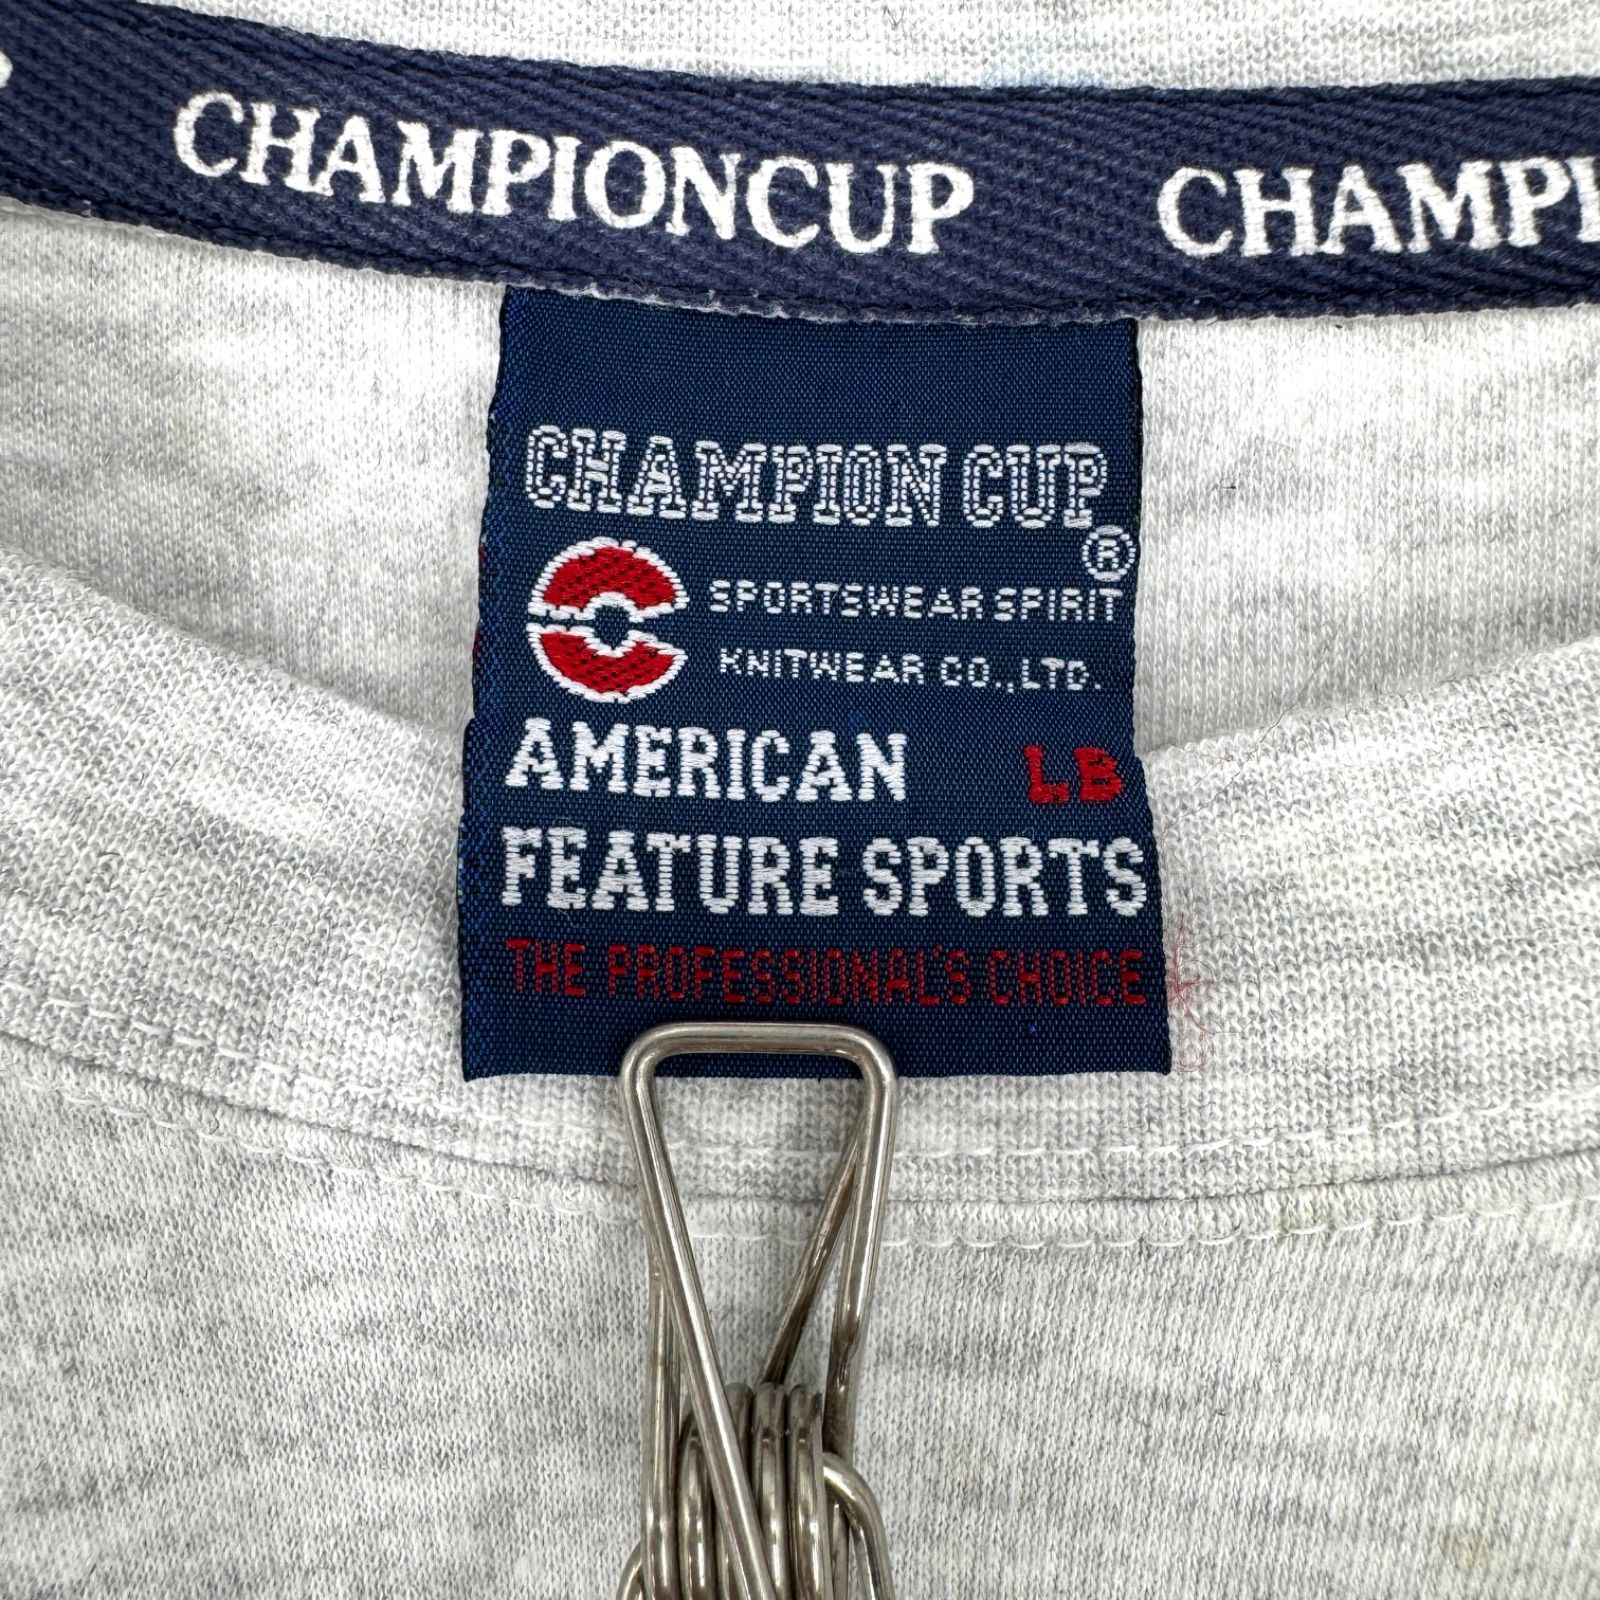 CHAMPIONCUP CHAMPI
CHAMPION CUP
®
SPORTSWEAR SPIRIT
KNITWEAR CO.,LTD.
AMERICAN LB
FEATURE SPORTS
THE PROFESSIONAL'S CHOICE